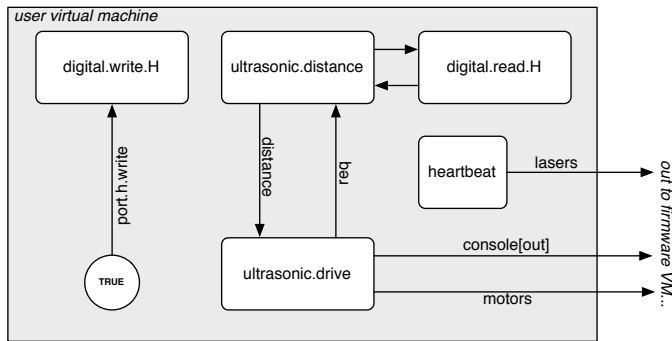 user virtual machine
digital.write.H
ultrasonic.distance
digital.read.H
port.h.write
distance
req
heartbeat
lasers
TRUE
ultrasonic.drive
console[out]
motors
out to firmware VM...